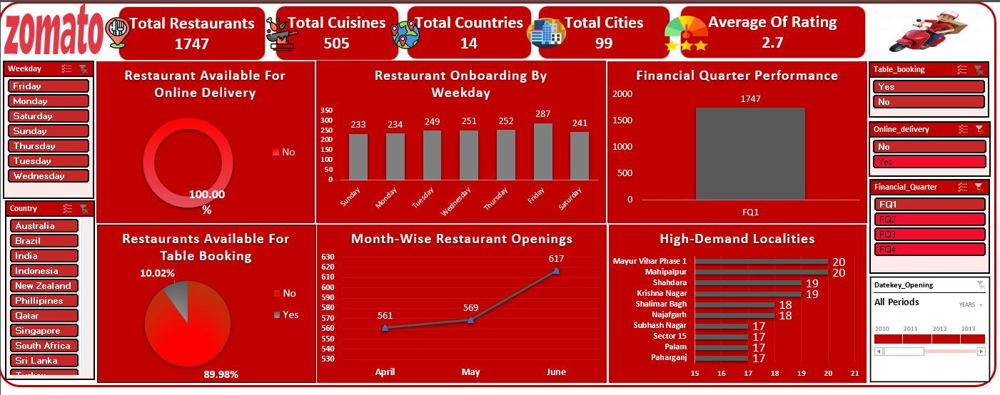 zomato
Total Restaurants
1747
Total Cuisines
505
Total Countries
14
Total Cities
99
Average Of Rating
2.7
Weekday
Friday
Monday
Saturday
Sunday
Thursday
Tuesday
Wednesday
Country
Australia
Brazil
India
Indonesia
New Zealand
Phillipines
Qatar
Singapore
South Africa
Sri Lanka
Turkey
Restaurant Available For
Online Delivery
No
100.00
%
Restaurant Onboarding By
Weekday
350
300
250
200
150
100
50
0
233
234
249
251
252
287
241
Sunday
Monday
Tuesday
Wednesday
Thursday
Friday
Saturday
Financial Quarter Performance
2000
1500
1000
500
0
1747
FQ1
Restaurants Available For
Table Booking
10.02%
No
Yes
89.98%
Month-Wise Restaurant Openings
630
620
610
600
590
580
570
560
550
540
530
561
569
617
April
May
June
High-Demand Localities
Mayur Vihar Phase 1 20
Mahipalpur 20
Shahdara 19
Krishna Nagar 19
Shalimar Bagh 18
Najafgarh 18
Subhash Nagar 17
Sector 15 17
Palam 17
Paharganj 17
15 16 17 18 19 20 21
Table_booking
Yes
No
Online_delivery
No
Yes
Financial_Quarter
FQ1
FQ2
FQ3
FQ4
Datekey_Opening
All Periods
YEARS
2010 2011 2012 2013